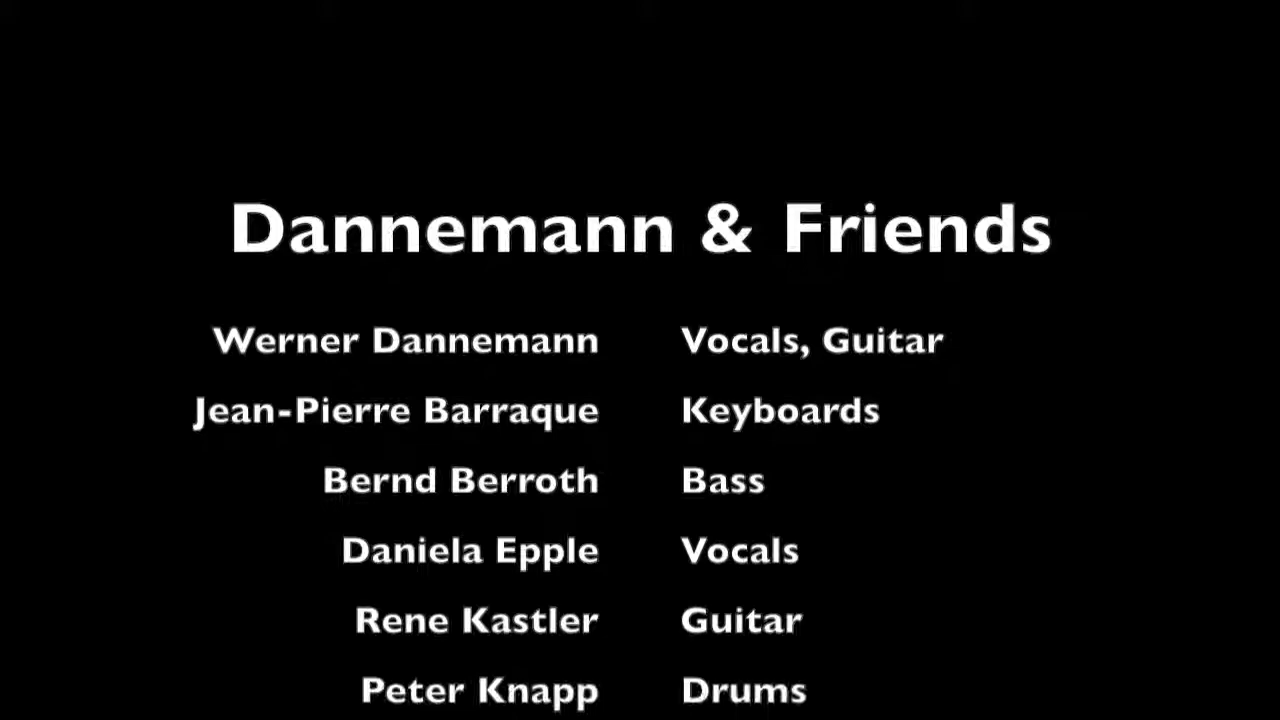 Dannemann & Friends
Werner Dannemann Vocals, Guitar
Jean-Pierre Barraque Keyboards
Bernd Berroth Bass
Daniela Epple Vocals
Rene Kastler Guitar
Peter Knapp Drums